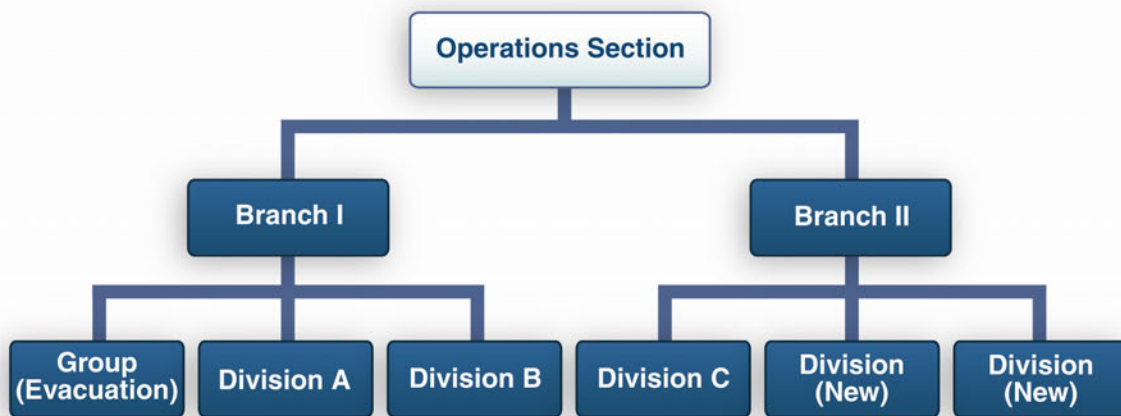 Operations Section
Branch I
Branch II
Group
(Evacuation)
Division A
Division B
Division C
Division
(New)
Division
(New)